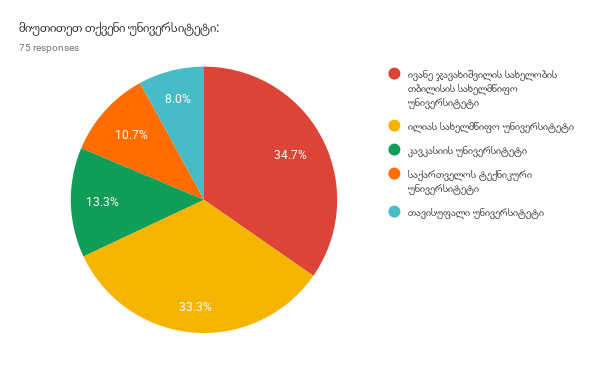 მიუთითეთ თქვენი უნივერსიტეტი:
75 responses
34.7%
33.3%
13.3%
10.7%
8.0%
ივანე ჯავახიშვილის სახელობის
თბილისის სახელმწიფო
უნივერსიტეტი
ილიას სახელმწიფო უნივერსიტეტი
კავკასიის უნივერსიტეტი
საქართველოს ტექნიკური
უნივერსიტეტი
თავისუფალი უნივერსიტეტი